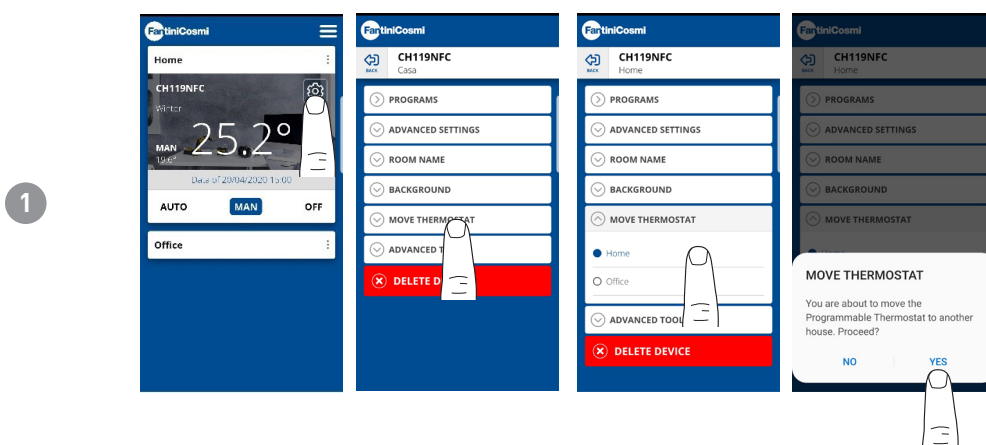 1
FantiniCosmi
Home
CH119NFC
Winter
25.2°
MAN
19.6°
Data of 20/04/2020 15:00
AUTO MAN OFF
Office
FantiniCosmi
BACK
CH119NFC
Casa
PROGRAMS
ADVANCED SETTINGS
ROOM NAME
BACKGROUND
MOVE THERMOSTAT
ADVANCED
DELETE
FantiniCosmi
BACK
CH119NFC
Home
PROGRAMS
ADVANCED SETTINGS
ROOM NAME
BACKGROUND
MOVE THERMOSTAT
Home
Office
ADVANCED TOOL
DELETE DEVICE
FantiniCosmi
BACK
CH119NFC
Home
PROGRAMS
ADVANCED SETTINGS
ROOM NAME
BACKGROUND
MOVE THERMOSTAT
Home
MOVE THERMOSTAT
You are about to move the
Programmable Thermostat to another
house. Proceed?
NO YES